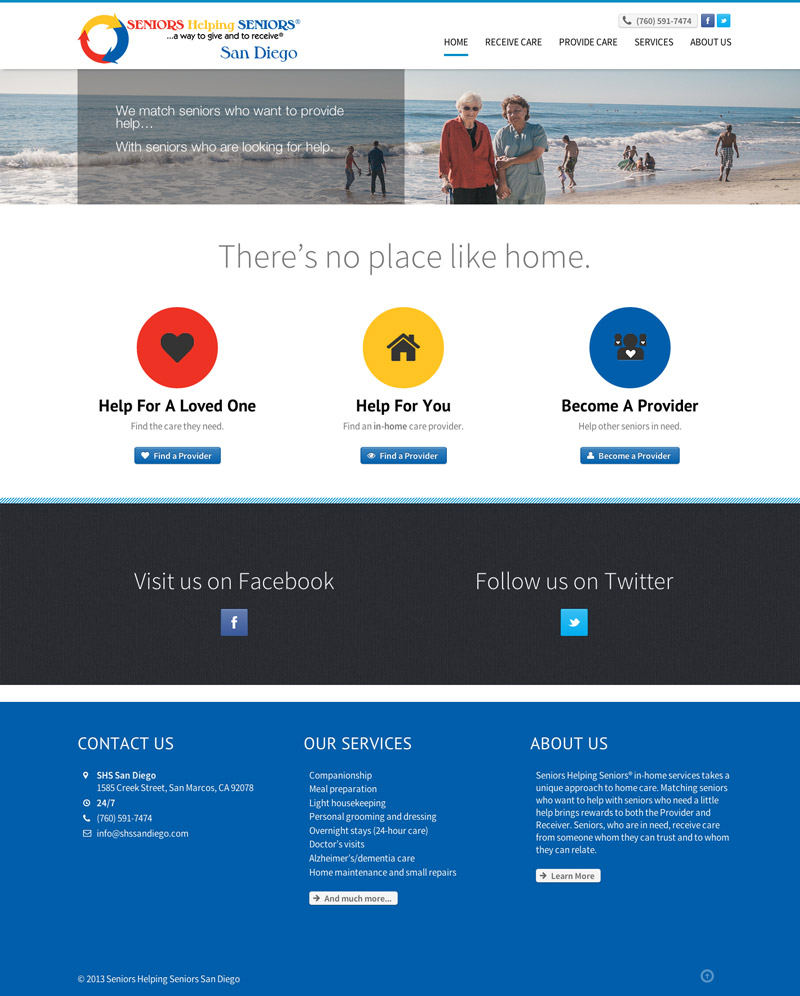 SENIORS Helping SENIORS®
...a way to give and to receive®
San Diego
(760) 591-7474
HOME RECEIVE CARE PROVIDE CARE SERVICES ABOUT US
We match seniors who want to provide
help…
With seniors who are looking for help.
There’s no place like home.
Help For A Loved One
Find the care they need.
Find a Provider
Help For You
Find an in-home care provider.
Find a Provider
Become A Provider
Help other seniors in need.
Become a Provider
Visit us on Facebook
Follow us on Twitter
CONTACT US
SHS San Diego
1585 Creek Street, San Marcos, CA 92078
24/7
(760) 591-7474
info@shssandiego.com
OUR SERVICES
Companionship
Meal preparation
Light housekeeping
Personal grooming and dressing
Overnight stays (24-hour care)
Doctor’s visits
Alzheimer’s/dementia care
Home maintenance and small repairs
And much more...
ABOUT US
Seniors Helping Seniors® in-home services takes a
unique approach to home care. Matching seniors
who want to help with seniors who need a little
help brings rewards to both the Provider and
Receiver. Seniors, who are in need, receive care
from someone whom they can trust and to whom
they can relate.
Learn More
© 2013 Seniors Helping Seniors San Diego